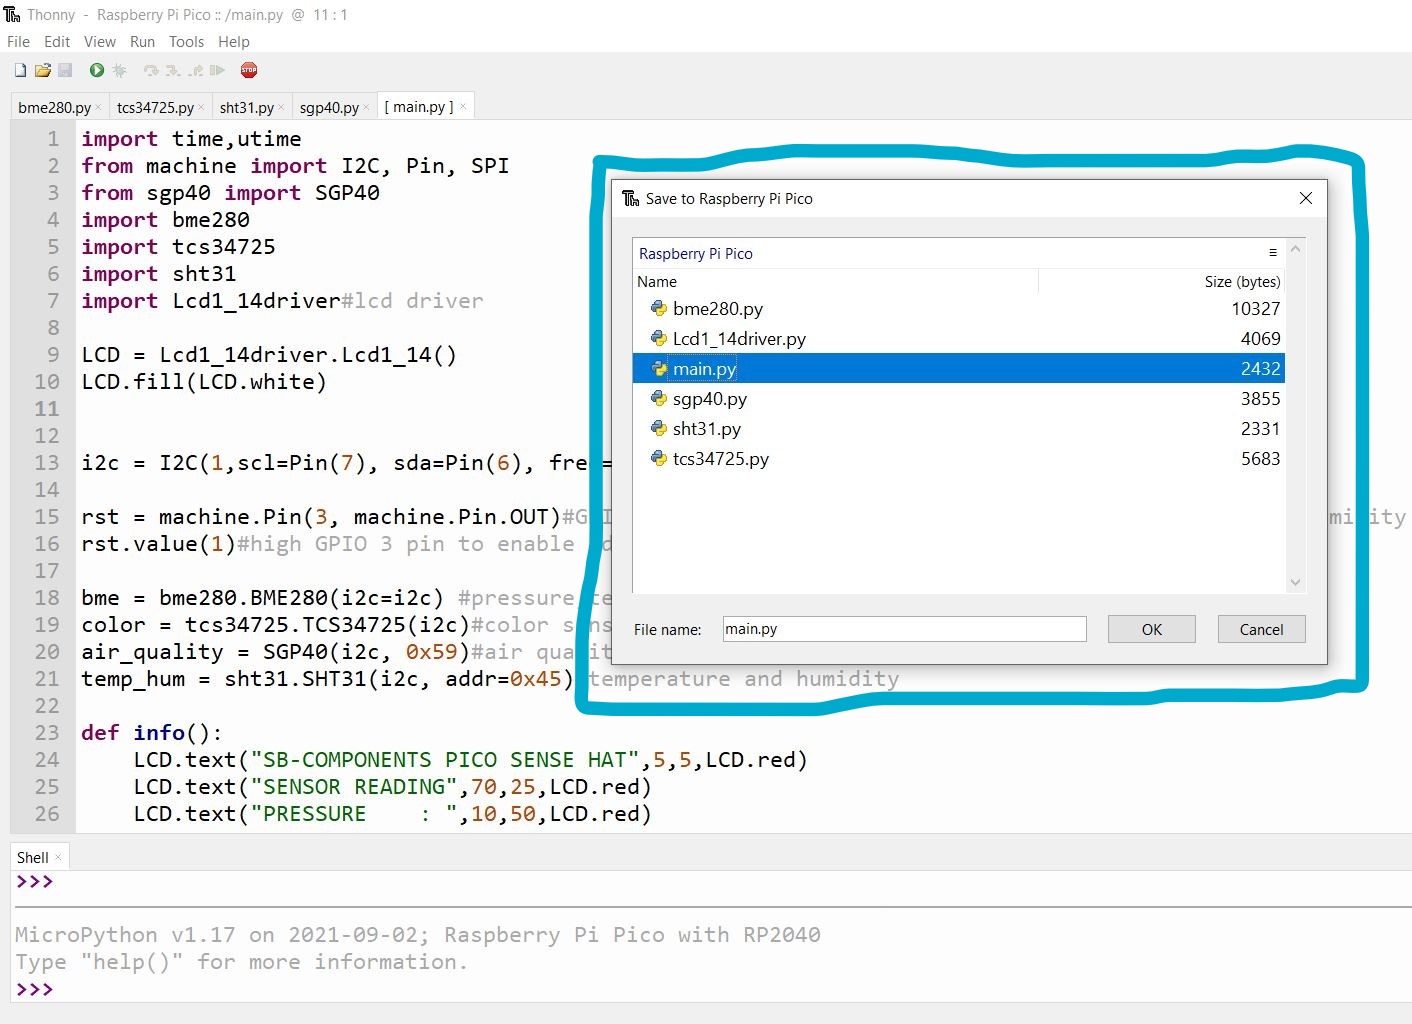 Thonny - Raspberry Pi Pico :: /main.py @ 11 : 1
File Edit View Run Tools Help
STOP
bme280.py × tcs34725.py × sht31.py × sgp40.py × [ main.py ] ×
1 import time,utime
2 from machine import I2C, Pin, SPI
3 from sgp40 import SGP40
4 import bme280
5 import tcs34725
6 import sht31
7 import Lcd1_14driver#lcd driver
8
9 LCD = Lcd1_14driver.Lcd1_14()
10 LCD.fill(LCD.white)
11
12
13 i2c = I2C(1,scl=Pin(7), sda=Pin(6), freq=
14
15 rst = machine.Pin(3, machine.Pin.OUT)#GPI midity
16 rst.value(1)#high GPIO 3 pin to enable
17
18 bme = bme280.BME280(i2c=i2c) #pressure,te
19 color = tcs34725.TCS34725(i2c)#color sens
20 air_quality = SGP40(i2c, 0x59)#air qualit
21 temp_hum = sht31.SHT31(i2c, addr=0x45) temperature and humidity
22
23 def info():
24 LCD.text("SB-COMPONENTS PICO SENSE HAT",5,5,LCD.red)
25 LCD.text("SENSOR READING",70,25,LCD.red)
26 LCD.text("PRESSURE : ",10,50,LCD.red)
Save to Raspberry Pi Pico
Raspberry Pi Pico
Name Size (bytes)
bme280.py 10327
Lcd1_14driver.py 4069
main.py 2432
sgp40.py 3855
sht31.py 2331
tcs34725.py 5683
File name: main.py OK Cancel
Shell ×
>>>
MicroPython v1.17 on 2021-09-02; Raspberry Pi Pico with RP2040
Type "help()" for more information.
>>>